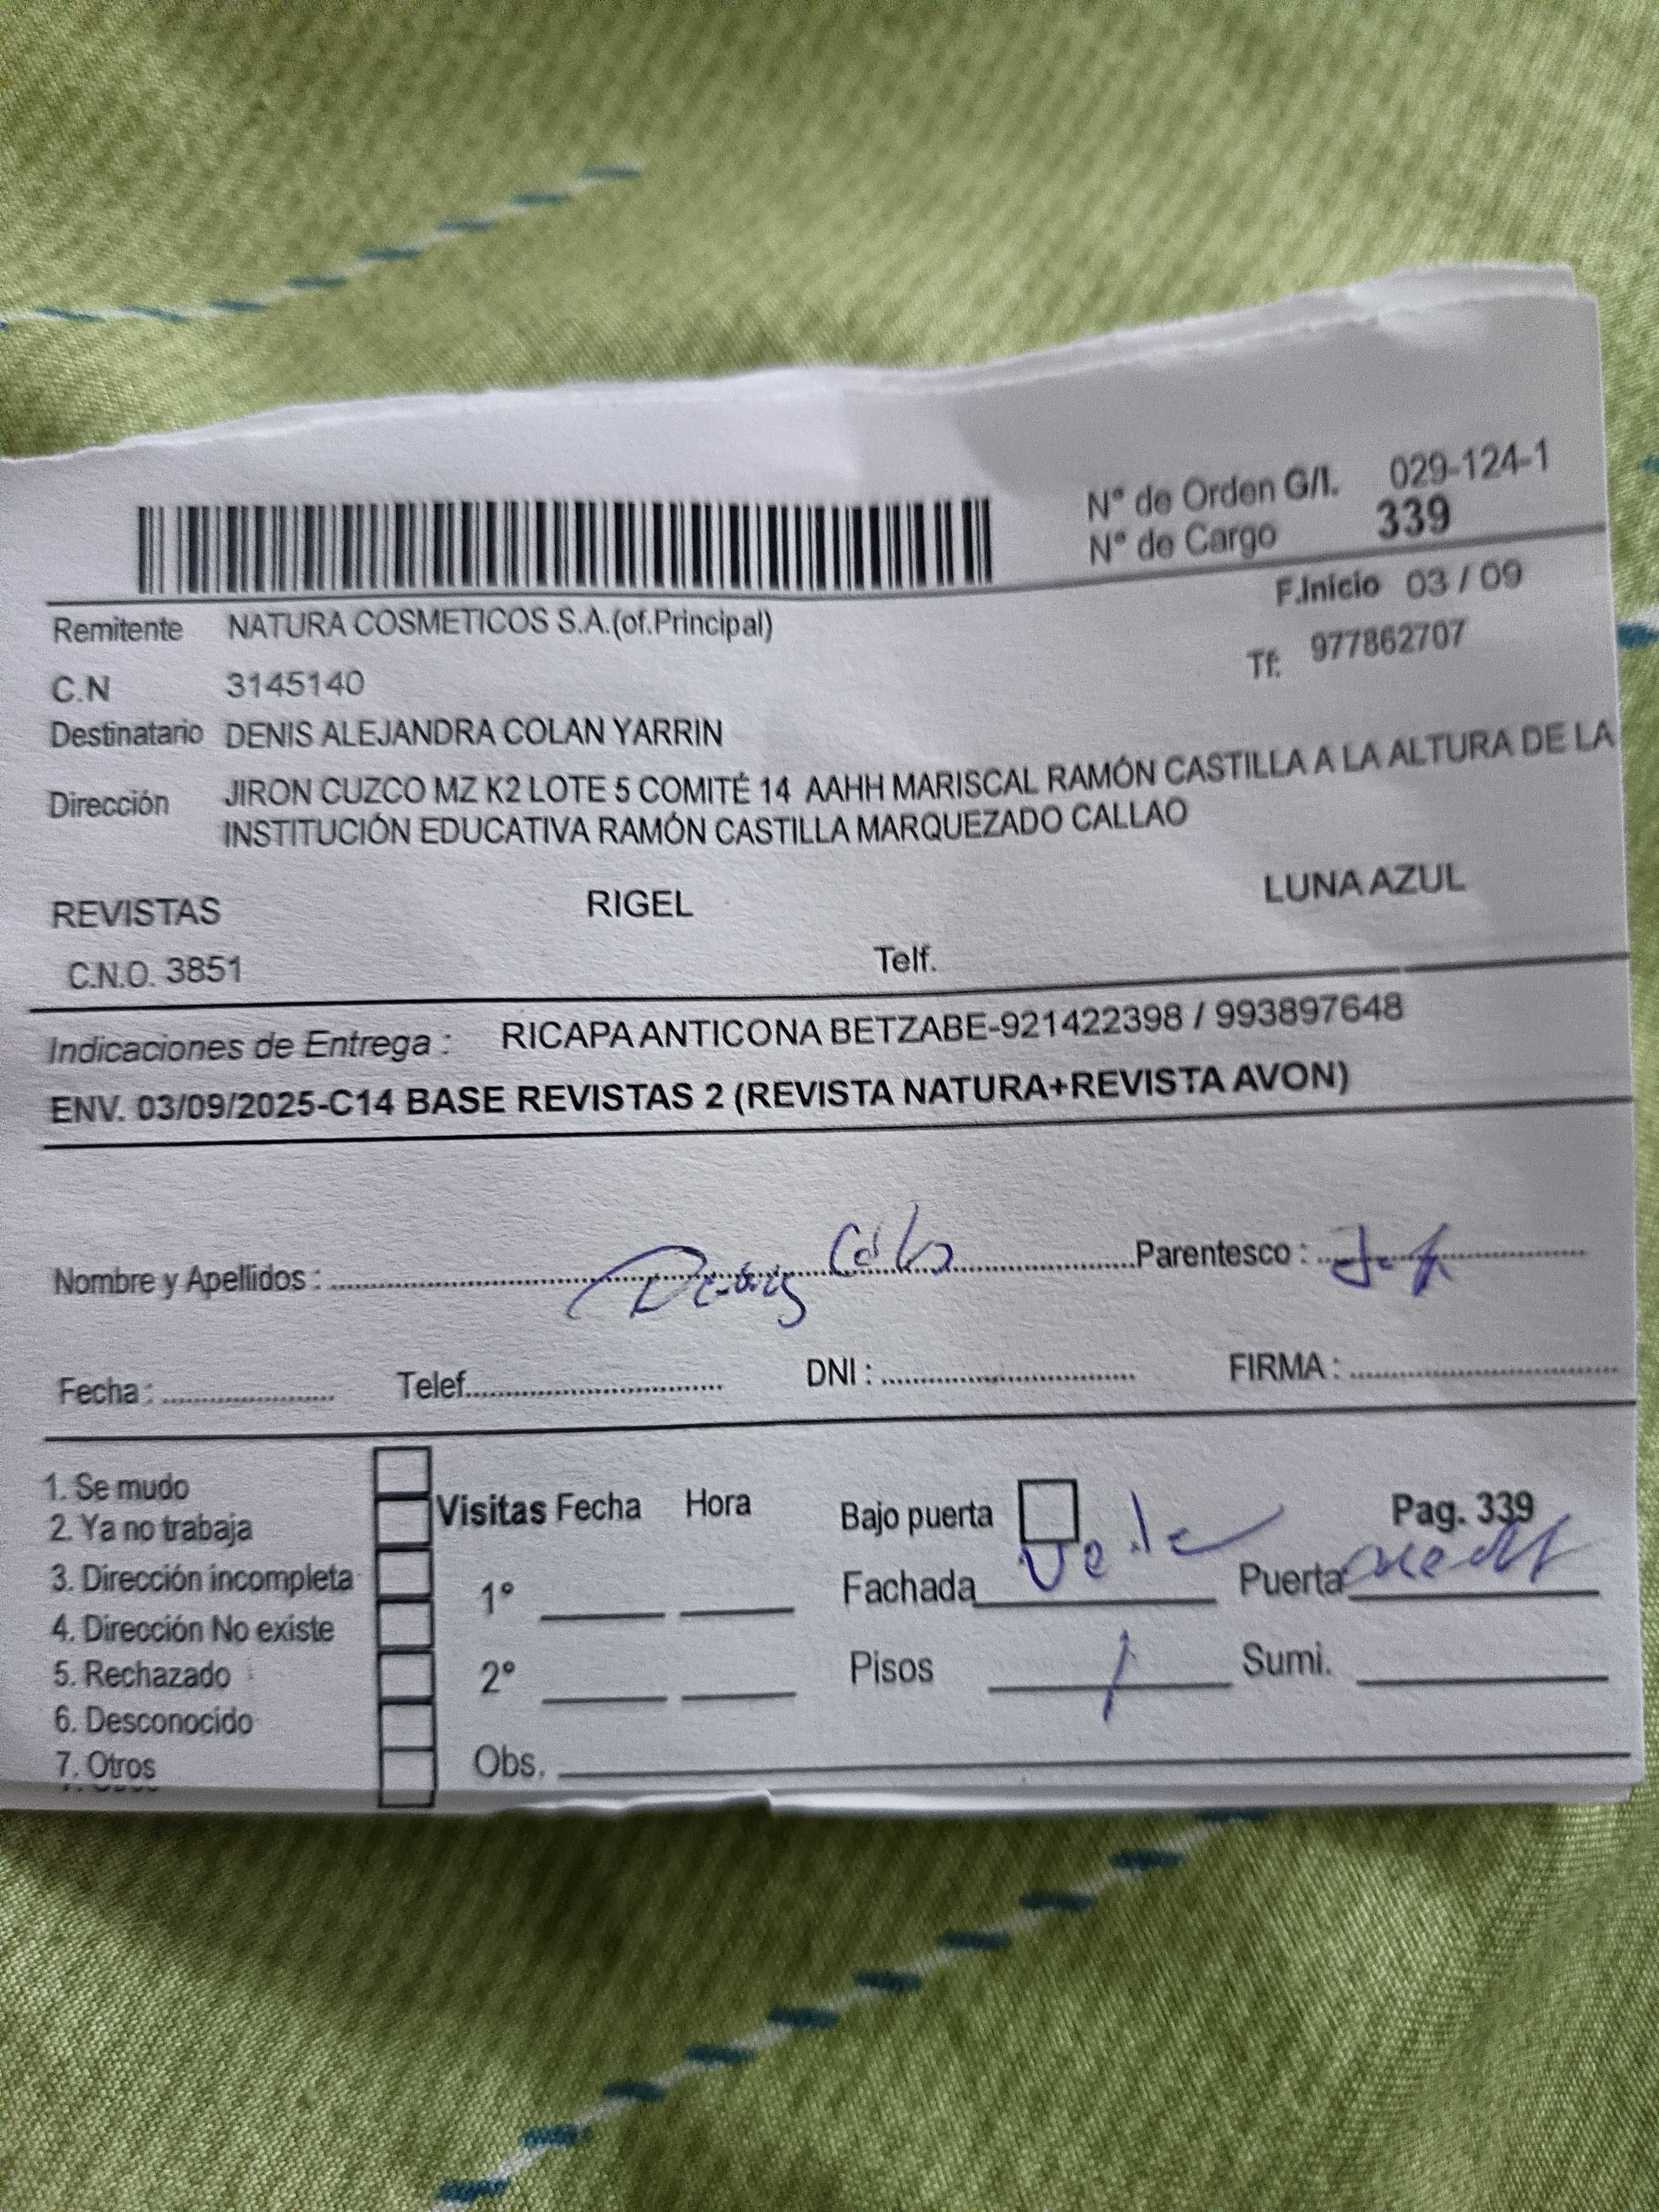 N° de Orden G/I. 029-124-1
N° de Cargo 339
F.Inicio 03 / 09
Remitente NATURA COSMETICOS S.A.(of.Principal)
Tf: 977862707
C.N 3145140
Destinatario DENIS ALEJANDRA COLAN YARRIN
Dirección JIRON CUZCO MZ K2 LOTE 5 COMITÉ 14 AAHH MARISCAL RAMÓN CASTILLA A LA ALTURA DE LA
INSTITUCIÓN EDUCATIVA RAMÓN CASTILLA MARQUEZADO CALLAO
REVISTAS RIGEL LUNA AZUL
C.N.O. 3851 Telf.
Indicaciones de Entrega : RICAPA ANTICONA BETZABE-921422398 / 993897648
ENV. 03/09/2025-C14 BASE REVISTAS 2 (REVISTA NATURA+REVISTA AVON)
Nombre y Apellidos : Parentesco :
Fecha : Telef. DNI : FIRMA :
1. Se mudo
2. Ya no trabaja
3. Dirección incompleta
4. Dirección No existe
5. Rechazado
6. Desconocido
7. Otros
Visitas Fecha Hora
1°
2°
Obs.
Bajo puerta Pag. 339
Fachada Puerta
Pisos 1 Sumi.